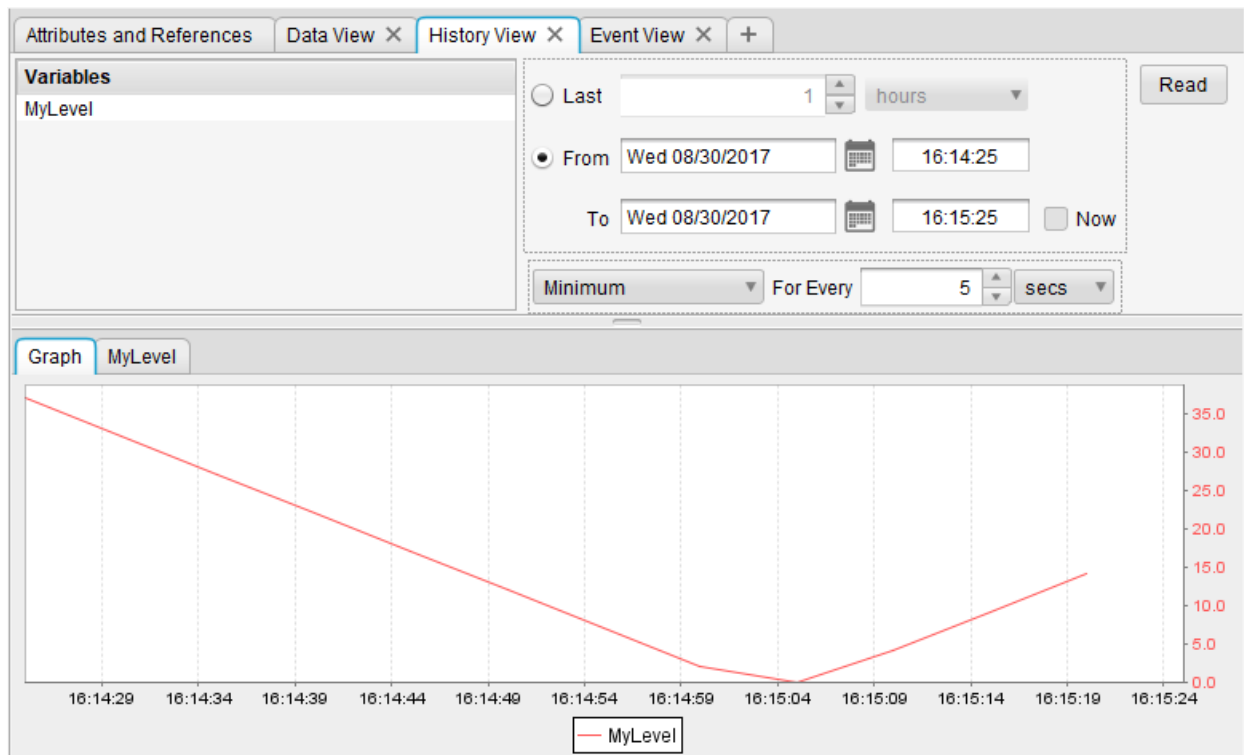 Attributes and References Data View History View Event View +
Variables
MyLevel
Last 1 hours
Read
From Wed 08/30/2017 16:14:25
To Wed 08/30/2017 16:15:25 Now
Minimum For Every 5 secs
Graph MyLevel
35.0
30.0
25.0
20.0
15.0
10.0
5.0
0.0
16:14:29 16:14:34 16:14:39 16:14:44 16:14:49 16:14:54 16:14:59 16:15:04 16:15:09 16:15:14 16:15:19 16:15:24
MyLevel